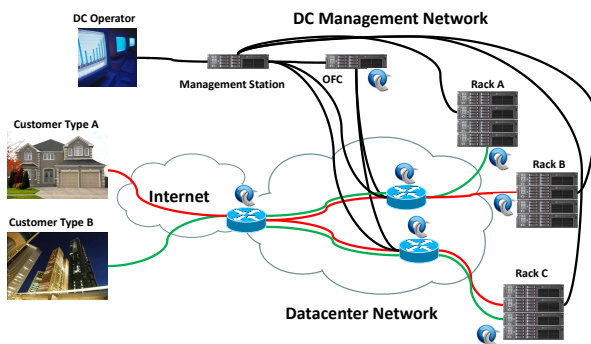 DC Operator
DC Management Network
Management Station
OFC
Rack A
Customer Type A
Rack B
Internet
Customer Type B
Rack C
Datacenter Network